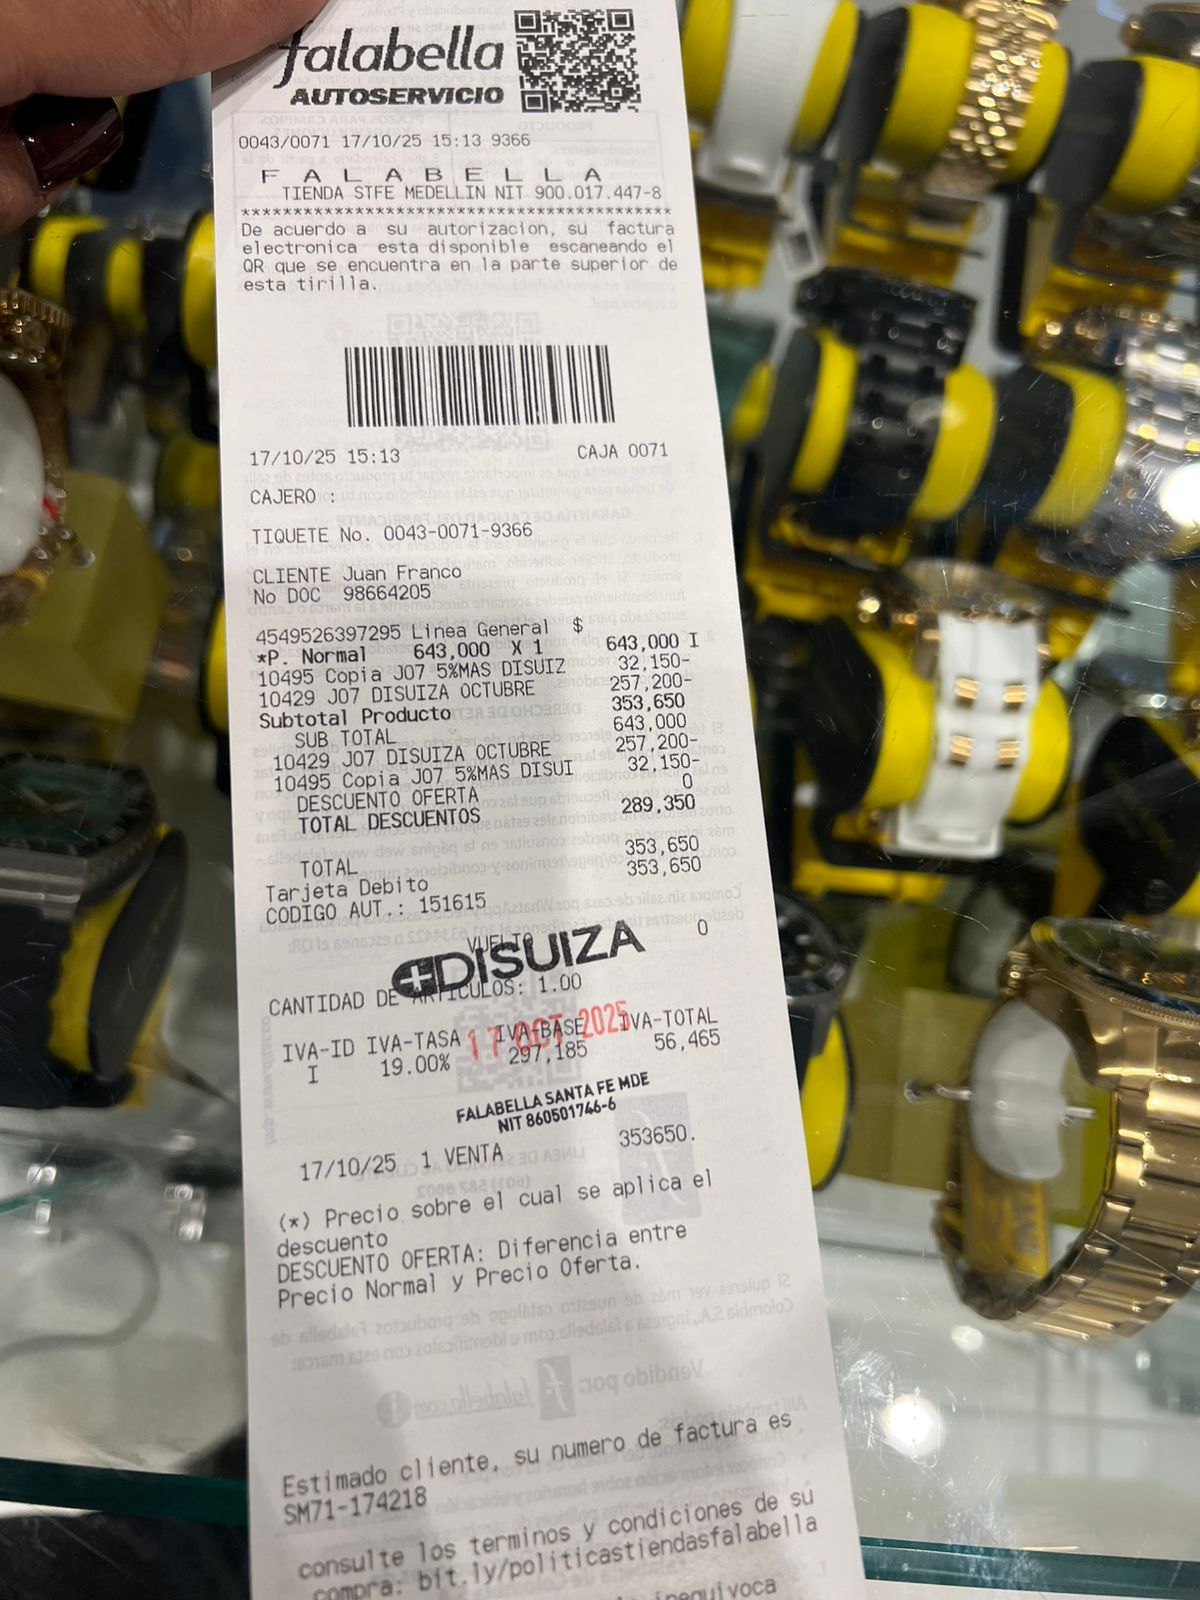 falabella
AUTOSERVICIO
0043/0071 17/10/25 15:13 9366
F A L A B E L L A
TIENDA STFE MEDELLIN NIT 900.017.447-8
******************************************
De acuerdo a su autorizacion, su factura
electronica esta disponible escaneando el
QR que se encuentra en la parte superior de
esta tirilla.
17/10/25 15:13 CAJA 0071
CAJERO :
TIQUETE No. 0043-0071-9366
CLIENTE Juan Franco
No DOC 98664205
4549526397295 Linea General $
*P. Normal 643,000 X 1 643,000 I
10495 Copia J07 5%MAS DISUIZ 32,150-
10429 J07 DISUIZA OCTUBRE 257,200-
Subtotal Producto 353,650
SUB TOTAL 643,000
10429 J07 DISUIZA OCTUBRE 257,200-
10495 Copia J07 5%MAS DISUI 32,150-
DESCUENTO OFERTA 0
TOTAL DESCUENTOS 289,350
TOTAL 353,650
Tarjeta Debito 353,650
CODIGO AUT.: 151615
VUELTO 0
DISUIZA
CANTIDAD DE ARTICULOS: 1.00
17 OCT 2025
IVA-ID IVA-TASA IVA-BASE IVA-TOTAL
I 19.00% 297,185 56,465
FALABELLA SANTA FE MDE
NIT 860501746-6
17/10/25 1 VENTA 353650.
(*) Precio sobre el cual se aplica el
descuento
DESCUENTO OFERTA: Diferencia entre
Precio Normal y Precio Oferta.
Estimado cliente, su numero de factura es
SM71-174218
consulte los terminos y condiciones de su
compra: bit.ly/politicastiendasfalabella
inequivoca